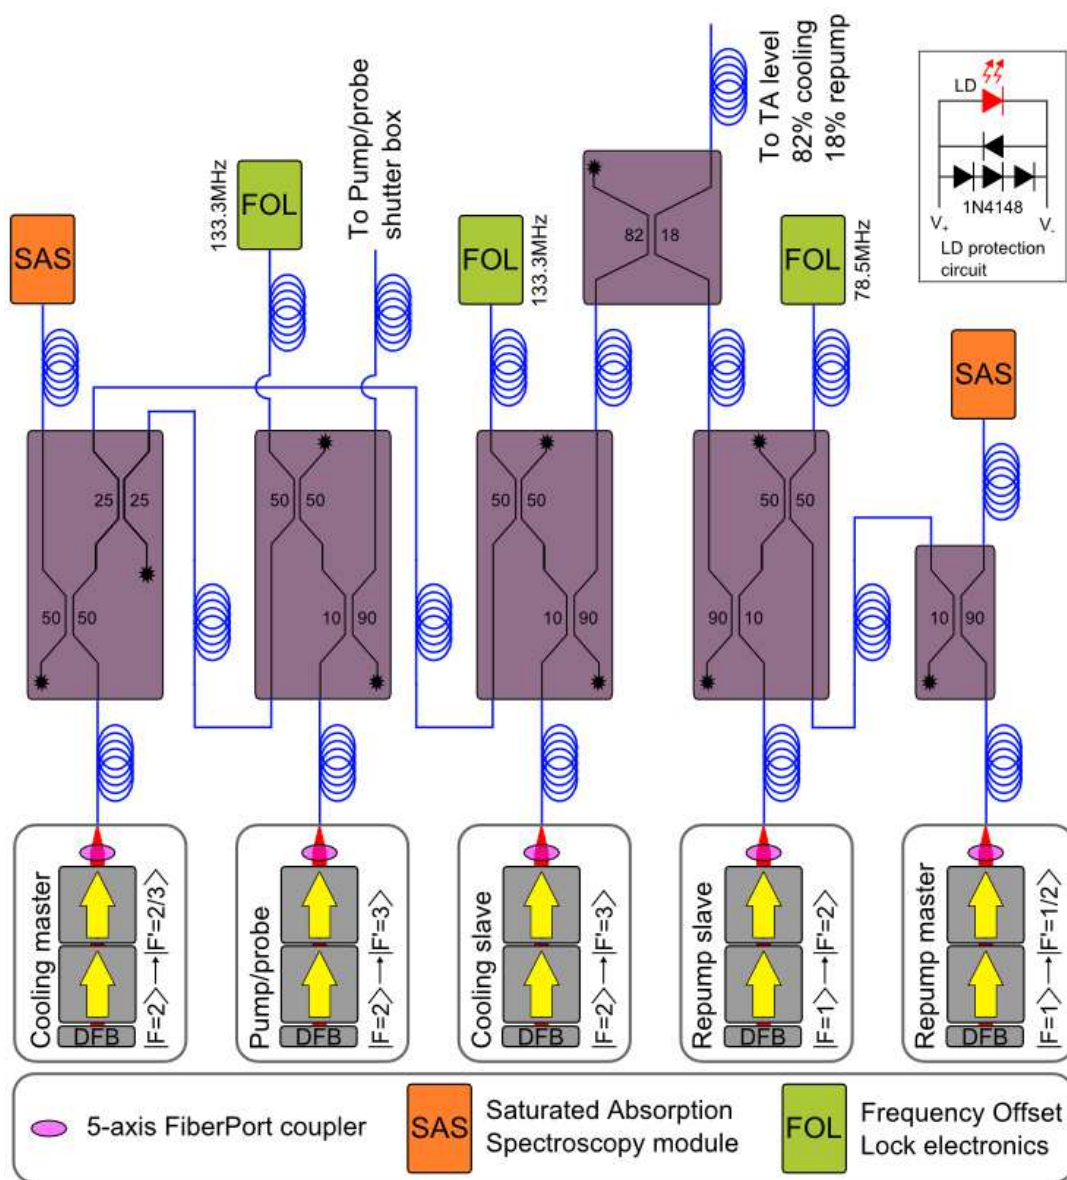 To TA level
82% cooling
18% repump
LD
1N4148
V+
V-
LD protection
circuit
133.3MHz
FOL
To Pump/probe
shutter box
SAS
FOL
133.3MHz
82
18
FOL
78.5MHz
SAS
25
25
50
50
50
50
50
50
50
50
10
90
10
90
90
10
10
90
Cooling master
|F=2>→|F'=2/3>
DFB
Pump/probe
|F=2>→|F'=3>
DFB
Cooling slave
|F=2>→|F'=3>
DFB
Repump slave
|F=1>→|F'=2>
DFB
Repump master
|F=1>→|F'=1/2>
DFB
5-axis FiberPort coupler
SAS
Saturated Absorption
Spectroscopy module
FOL
Frequency Offset
Lock electronics